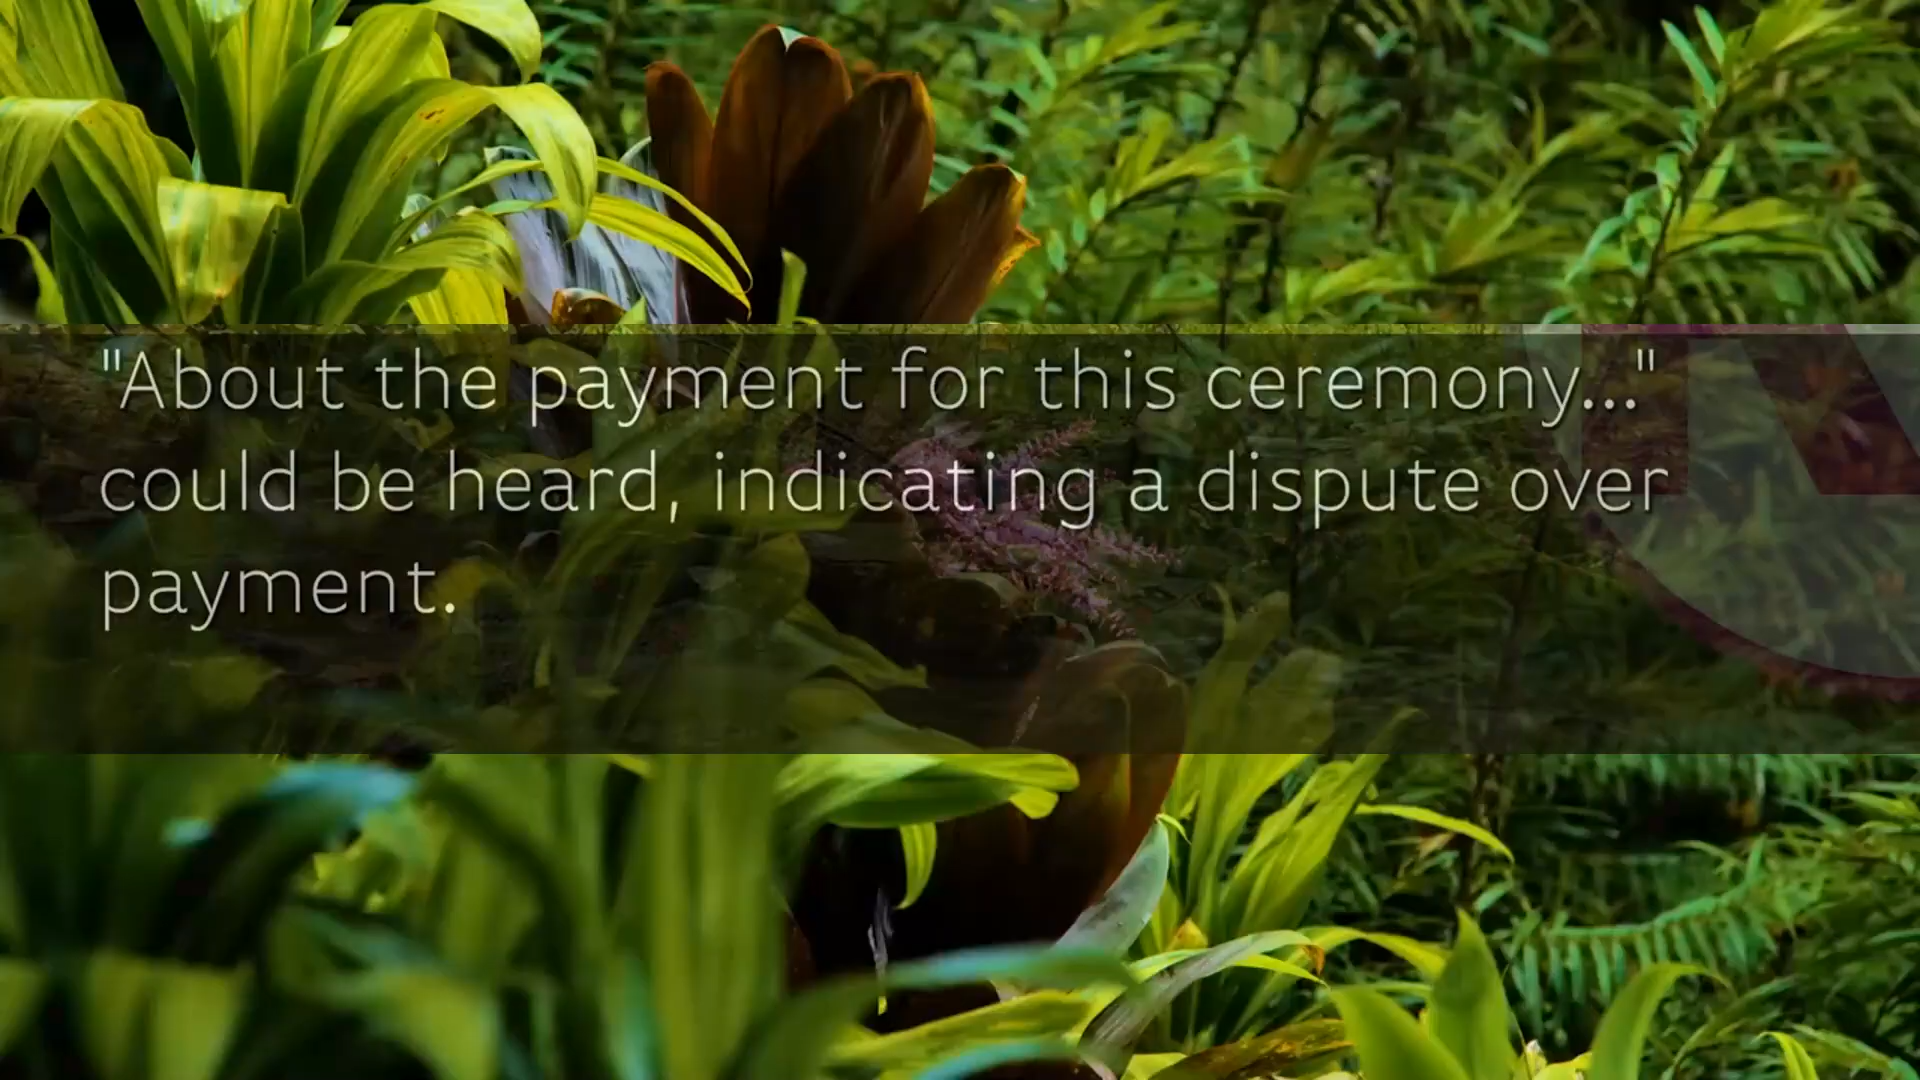 "About the payment for this ceremony..."
could be heard, indicating a dispute over
payment.